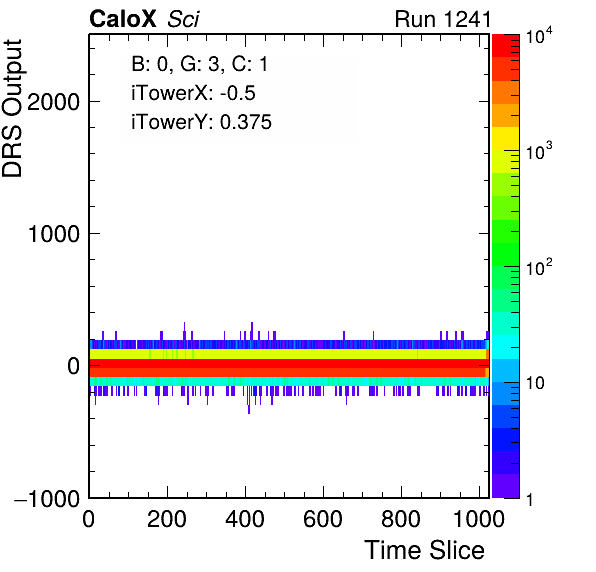 CaloX Sci Run 1241
B: 0, G: 3, C: 1
iTowerX: -0.5
iTowerY: 0.375
DRS Output
2000
1000
0
−1000
0 200 400 600 800 1000
Time Slice
10⁴
10³
10²
10
1